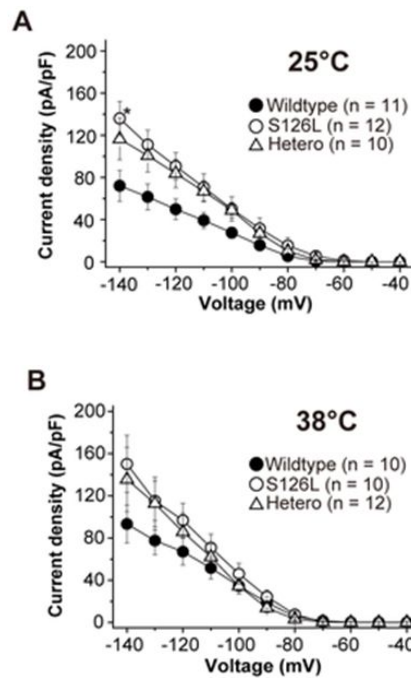 A
25°C
200
160
120
80
40
0
Current density (pA/pF)
*
Wildtype (n = 11)
S126L (n = 12)
Hetero (n = 10)
-140 -120 -100 -80 -60 -40
Voltage (mV)
B
38°C
200
160
120
80
40
0
Current density (pA/pF)
Wildtype (n = 10)
S126L (n = 10)
Hetero (n = 12)
-140 -120 -100 -80 -60 -40
Voltage (mV)